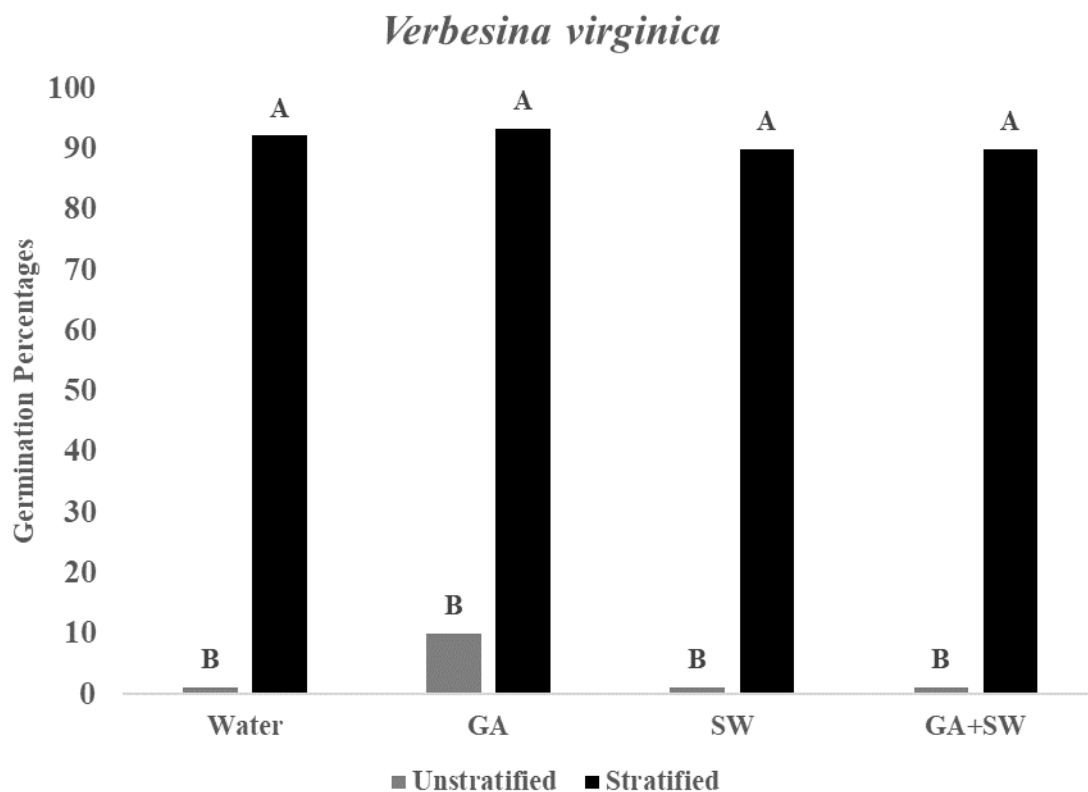 Verbesina virginica
Germination Percentages
100
90
80
70
60
50
40
30
20
10
0
A
A
A
A
B
B
B
B
Water GA SW GA+SW
Unstratified Stratified